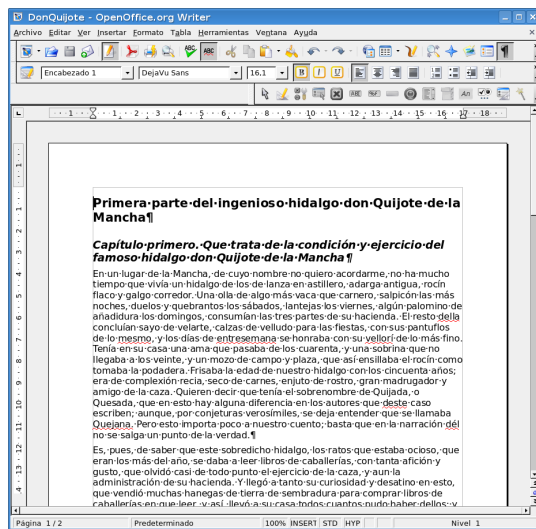 DonQuijote - OpenOffice.org Writer
Archivo Editar Ver Insertar Formato Tabla Herramientas Ventana Ayuda
Encabezado 1 DejaVu Sans 16,1
Primera·parte·del·ingenioso·hidalgo·don·Quijote·de·la·
Mancha¶
Capítulo·primero.·Que·trata·de·la·condición·y·ejercicio·del·
famoso·hidalgo·don·Quijote·de·la·Mancha¶
En·un·lugar·de·la·Mancha,·de·cuyo·nombre·no·quiero·acordarme,·no·ha·mucho·
tiempo·que·vivía·un·hidalgo·de·los·de·lanza·en·astillero,·adarga·antigua,·rocín·
flaco·y·galgo·corredor.·Una·olla·de·algo·más·vaca·que·carnero,·salpicón·las·más·
noches,·duelos·y·quebrantos·los·sábados,·lantejas·los·viernes,·algún·palomino·de·
añadidura·los·domingos,·consumían·las·tres·partes·de·su·hacienda.·El·resto·della·
concluían·sayo·de·velarte,·calzas·de·velludo·para·las·fiestas,·con·sus·pantuflos·
de·lo·mesmo,·y·los·días·de·entresemana·se·honraba·con·su·vellorí·de·lo·más·fino.·
Tenía·en·su·casa·una·ama·que·pasaba·de·los·cuarenta,·y·una·sobrina·que·no·
llegaba·a·los·veinte,·y·un·mozo·de·campo·y·plaza,·que·así·ensillaba·el·rocín·como·
tomaba·la·podadera.·Frisaba·la·edad·de·nuestro·hidalgo·con·los·cincuenta·años;·
era·de·complexión·recia,·seco·de·carnes,·enjuto·de·rostro,·gran·madrugador·y·
amigo·de·la·caza.·Quieren·decir·que·tenía·el·sobrenombre·de·Quijada,·o·
Quesada,·que·en·esto·hay·alguna·diferencia·en·los·autores·que·deste·caso·
escriben;·aunque,·por·conjeturas·verosímiles,·se·deja·entender·que·se·llamaba·
Quejana.·Pero·esto·importa·poco·a·nuestro·cuento;·basta·que·en·la·narración·dél·
no·se·salga·un·punto·de·la·verdad.¶
Es,·pues,·de·saber·que·este·sobredicho·hidalgo,·los·ratos·que·estaba·ocioso,·que·
eran·los·más·del·año,·se·daba·a·leer·libros·de·caballerías,·con·tanta·afición·y·
gusto,·que·olvidó·casi·de·todo·punto·el·ejercicio·de·la·caza,·y·aun·la·
administración·de·su·hacienda.·Y·llegó·a·tanto·su·curiosidad·y·desatino·en·esto,·
que·vendió·muchas·hanegas·de·tierra·de·sembradura·para·comprar·libros·de·
caballerías·en·que·leer,·y·así,·llevó·a·su·casa·todos·cuantos·pudo·haber·dellos;·y·
Página 1 / 2 Predeterminado 100% INSERT STD HYP Nivel 1